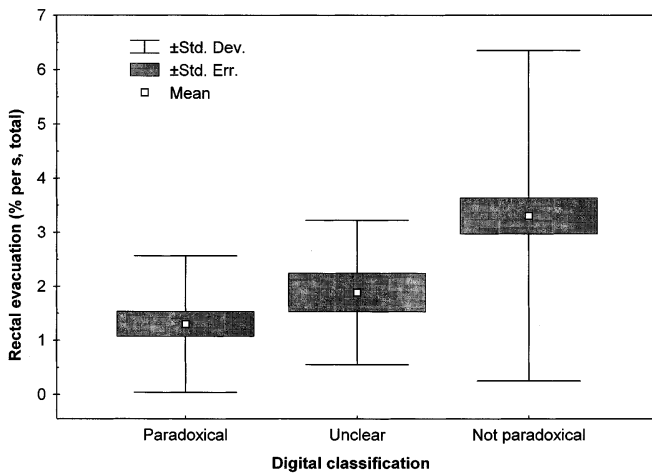 7
6
5
4
3
2
1
0
Rectal evacuation (% per s, total)
±Std. Dev.
±Std. Err.
Mean
Paradoxical Unclear Not paradoxical
Digital classification